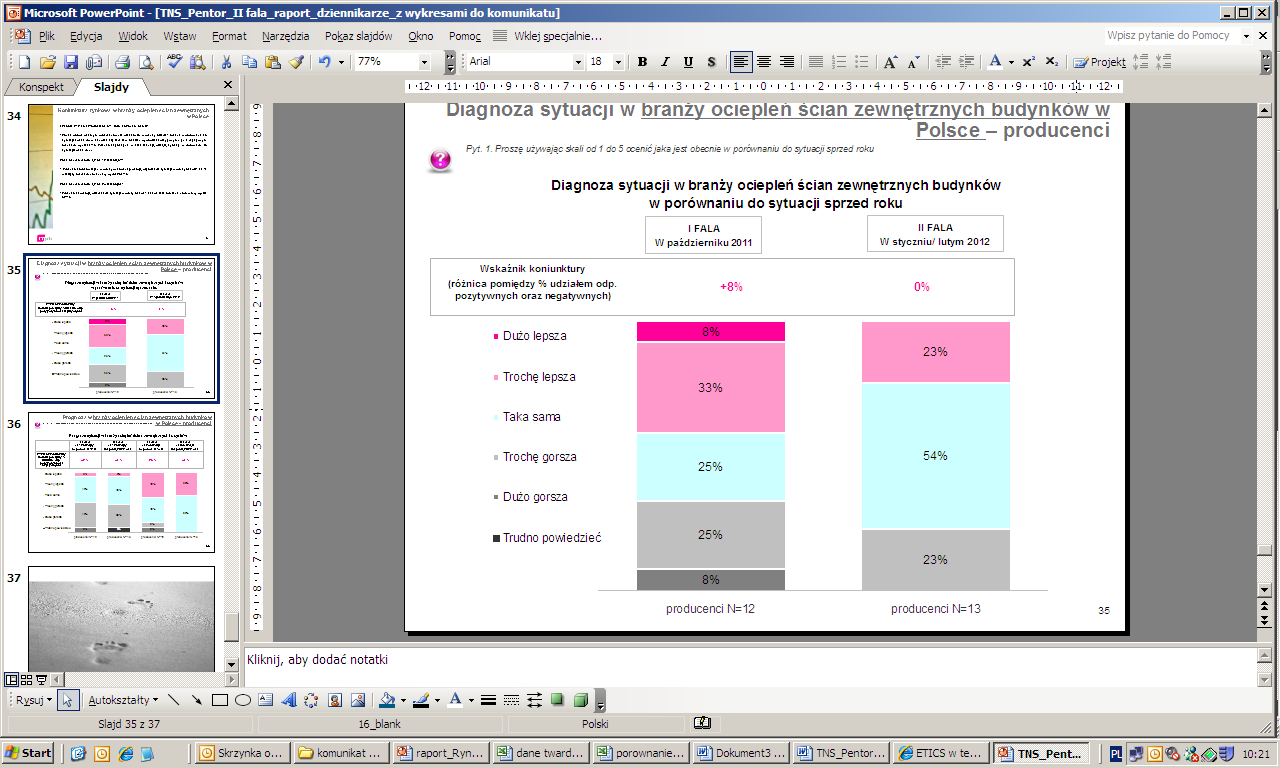 Microsoft PowerPoint - [TNS_Pentor_II fala_raport_dziennikarze_z wykresami do komunikatu]
Plik Edycja Widok Wstaw Format Narzędzia Pokaz slajdów Okno Pomoc Wklej specjalnie... Wpisz pytanie do Pomocy
77% Arial 18 B I U S Projekt
Konspekt Slajdy
34
35
36
37
Diagnoza sytuacji w branży ociepleń ścian zewnętrznych budynków w
Polsce – producenci
Pyt. 1. Proszę używając skali od 1 do 5 ocenić jaka jest obecnie w porównaniu do sytuacji sprzed roku
Diagnoza sytuacji w branży ociepleń ścian zewnętrznych budynków
w porównaniu do sytuacji sprzed roku
I FALA
W październiku 2011
II FALA
W styczniu/ lutym 2012
Wskaźnik koniunktury
(różnica pomiędzy % udziałem odp.
pozytywnych oraz negatywnych)
+8% 0%
Dużo lepsza
Trochę lepsza
Taka sama
Trochę gorsza
Dużo gorsza
Trudno powiedzieć
8%
33%
25%
25%
8%
23%
54%
23%
producenci N=12 producenci N=13
35
Kliknij, aby dodać notatki
Rysuj Autokształty
Slajd 35 z 37 16_blank Polski
Start Skrzynka o... komunikat ... raport_Ryn... dane tward... porownanie... Dokument3 ... TNS_Pentor... ETICS w te... TNS_Pent... PL 10:21